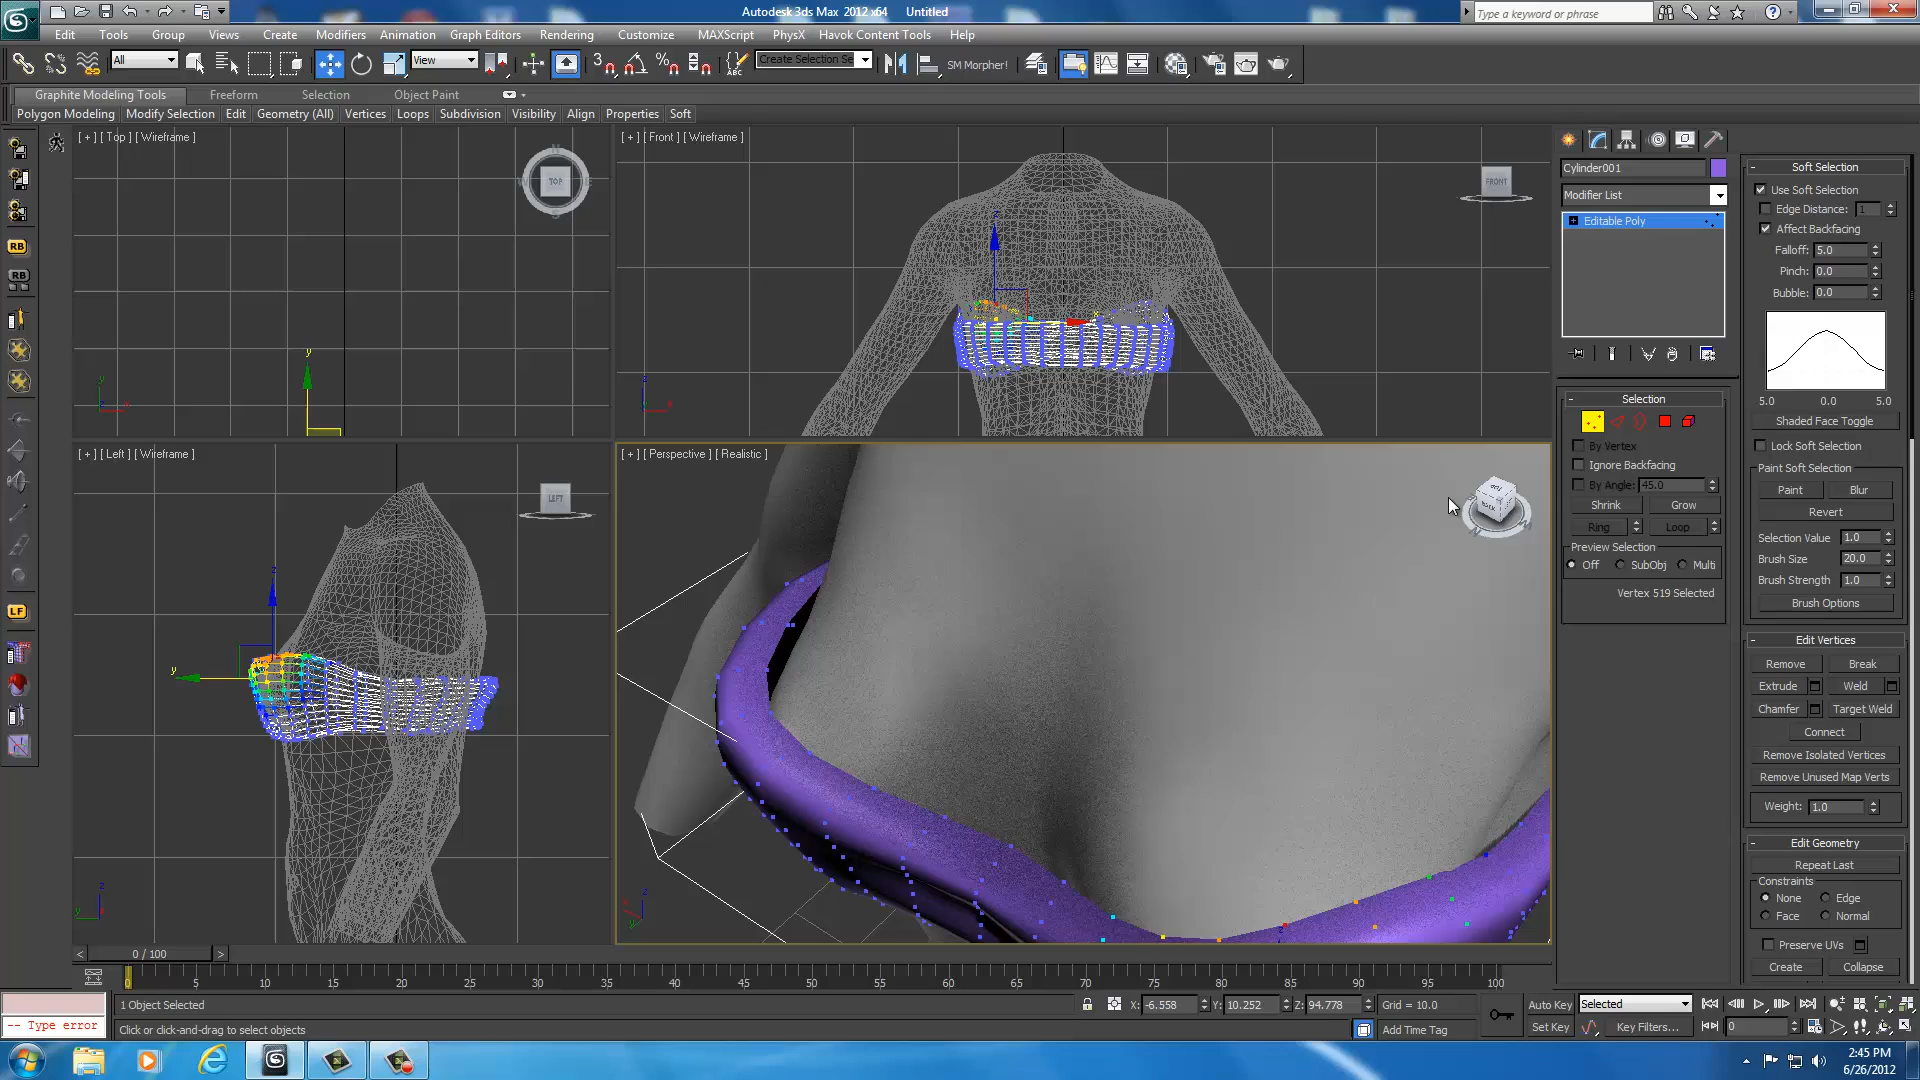 Autodesk 3ds Max 2012 x64 Untitled
Type a keyword or phrase
Edit Tools Group Views Create Modifiers Animation Graph Editors Rendering Customize MAXScript PhysX Havok Content Tools Help
All View Create Selection Se SM Morpher!
Graphite Modeling Tools Freeform Selection Object Paint
Polygon Modeling Modify Selection Edit Geometry (All) Vertices Loops Subdivision Visibility Align Properties Soft
[ + ] [ Top ] [ Wireframe ]
TOP
[ + ] [ Front ] [ Wireframe ]
FRONT
[ + ] [ Left ] [ Wireframe ]
LEFT
[ + ] [ Perspective ] [ Realistic ]
RB
RB
LF
Cylinder001
Modifier List
Editable Poly
Selection
By Vertex
Ignore Backfacing
By Angle: 45.0
Shrink Grow
Ring Loop
Preview Selection
Off SubObj Multi
Vertex 519 Selected
Soft Selection
Use Soft Selection
Edge Distance: 1
Affect Backfacing
Falloff: 5.0
Pinch: 0.0
Bubble: 0.0
5.0 0.0 5.0
Shaded Face Toggle
Lock Soft Selection
Paint Soft Selection
Paint Blur
Revert
Selection Value 1.0
Brush Size 20.0
Brush Strength 1.0
Brush Options
Edit Vertices
Remove Break
Extrude Weld
Chamfer Target Weld
Connect
Remove Isolated Vertices
Remove Unused Map Verts
Weight: 1.0
Edit Geometry
Repeat Last
Constraints
None Edge
Face Normal
Preserve UVs
Create Collapse
< 0 / 100 >
0 5 10 15 20 25 30 35 40 45 50 55 60 65 70 75 80 85 90 95 100
1 Object Selected X: -6.558 Y: 10.252 Z: 94.778 Grid = 10.0 Auto Key Selected
-- Type error Click or click-and-drag to select objects Add Time Tag Set Key Key Filters... 0
2:45 PM
6/26/2012